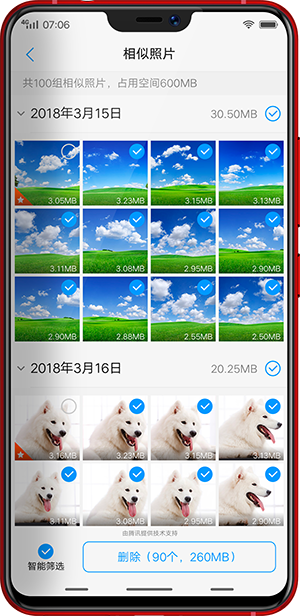 4G 07:06
相似照片
共100组相似照片，占用空间600MB
2018年3月15日 30.50MB
3.05MB 3.23MB 3.15MB 3.13MB
3.11MB 3.08MB 2.95MB 2.90MB
2.90MB 2.88MB 2.55MB 2.50MB
2018年3月16日 20.25MB
3.16MB 3.23MB 3.15MB 3.13MB
3.11MB 3.08MB 2.95MB 2.90MB
由腾讯提供技术支持
智能筛选
删除（90个，260MB）